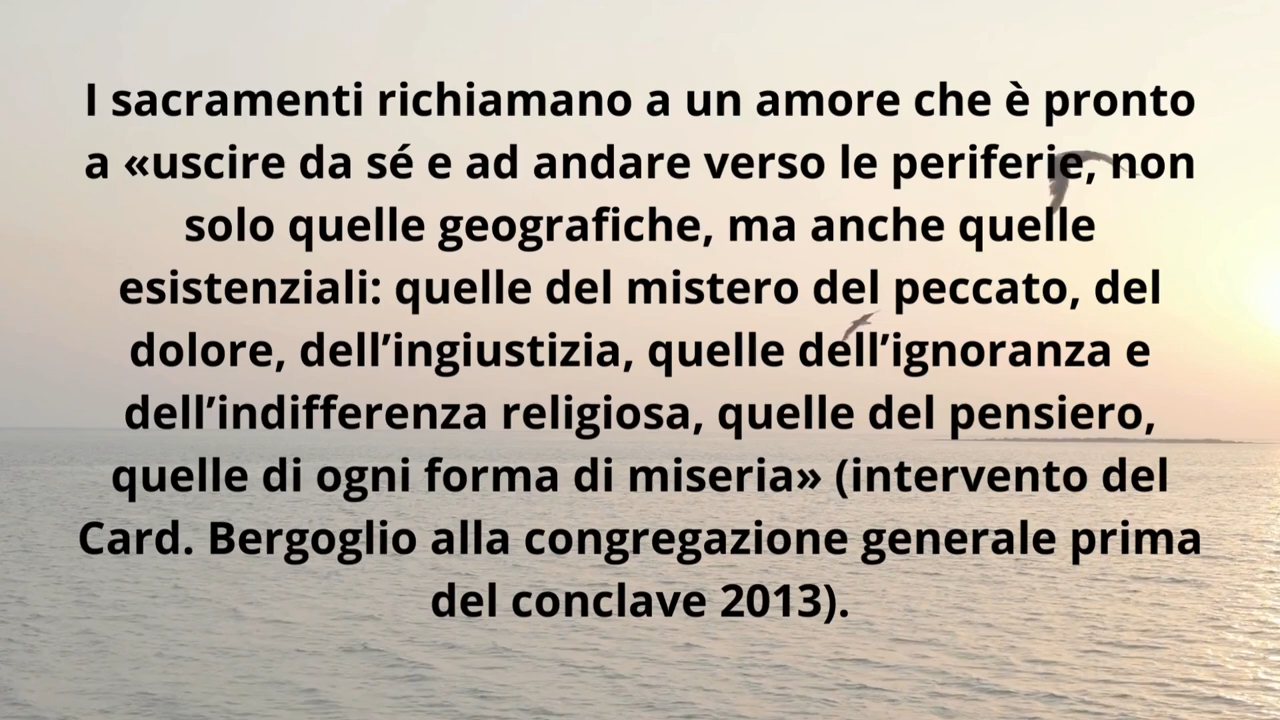 I sacramenti richiamano a un amore che è pronto
a «uscire da sé e ad andare verso le periferie, non
solo quelle geografiche, ma anche quelle
esistenziali: quelle del mistero del peccato, del
dolore, dell’ingiustizia, quelle dell’ignoranza e
dell’indifferenza religiosa, quelle del pensiero,
quelle di ogni forma di miseria» (intervento del
Card. Bergoglio alla congregazione generale prima
del conclave 2013).